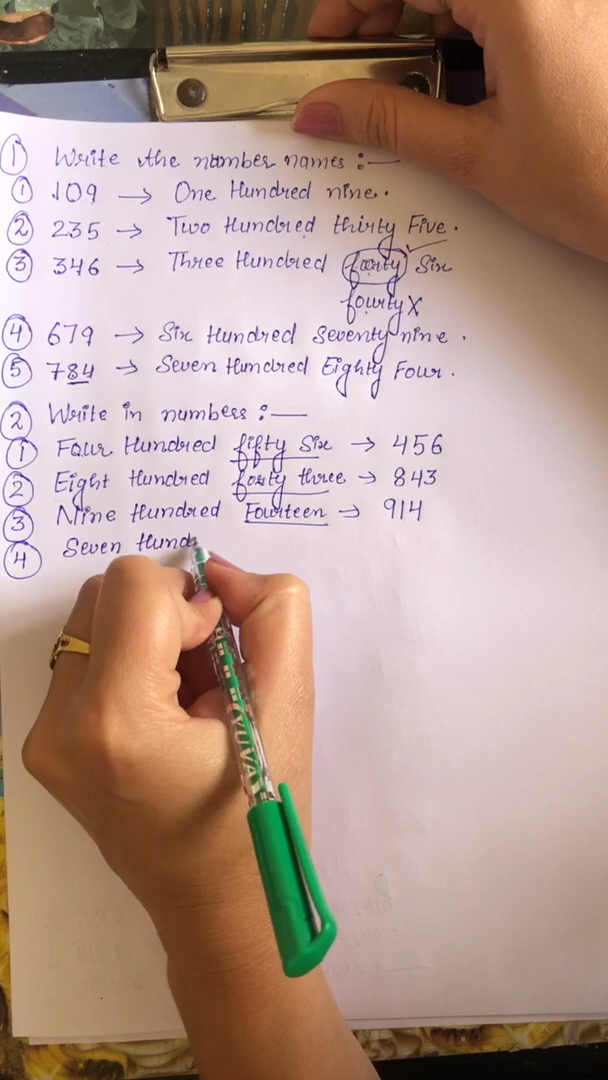 ① Write the number names :—
① 109 → One Hundred nine.
② 235 → Two Hundred thirty Five.
③ 346 → Three Hundred forty ✓ Six
fourty X
④ 679 → Six Hundred Seventy nine.
⑤ 784 → Seven Hundred Eighty Four.
② Write in numbers :—
① Four Hundred fifty Six → 456
② Eight Hundred forty three → 843
③ Nine Hundred Fourteen → 914
④ Seven Hund
YUVA